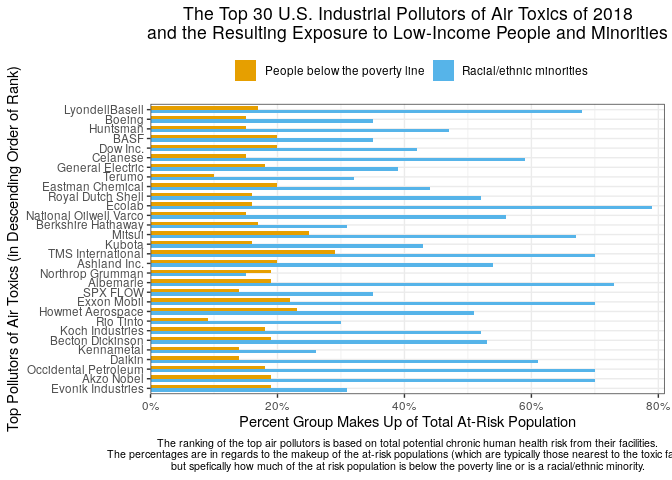 The Top 30 U.S. Industrial Pollutors of Air Toxics of 2018
and the Resulting Exposure to Low-Income People and Minorities
People below the poverty line
Racial/ethnic minorities
Top Pollutors of Air Toxics (in Descending Order of Rank)
LyondellBasell
Boeing
Huntsman
BASF
Dow Inc.
Celanese
General Electric
Terumo
Eastman Chemical
Royal Dutch Shell
Ecolab
National Oilwell Varco
Berkshire Hathaway
Mitsui
Kubota
TMS International
Ashland Inc.
Northrop Grumman
Albemarle
SPX FLOW
Exxon Mobil
Howmet Aerospace
Rio Tinto
Koch Industries
Becton Dickinson
Kennametal
Daikin
Occidental Petroleum
Akzo Nobel
Evonik Industries
0% 20% 40% 60% 80%
Percent Group Makes Up of Total At-Risk Population
The ranking of the top air pollutors is based on total potential chronic human health risk from their facilities.
The percentages are in regards to the makeup of the at-risk populations (which are typically those nearest to the toxic fa
but spefically how much of the at risk population is below the poverty line or is a racial/ethnic minority.